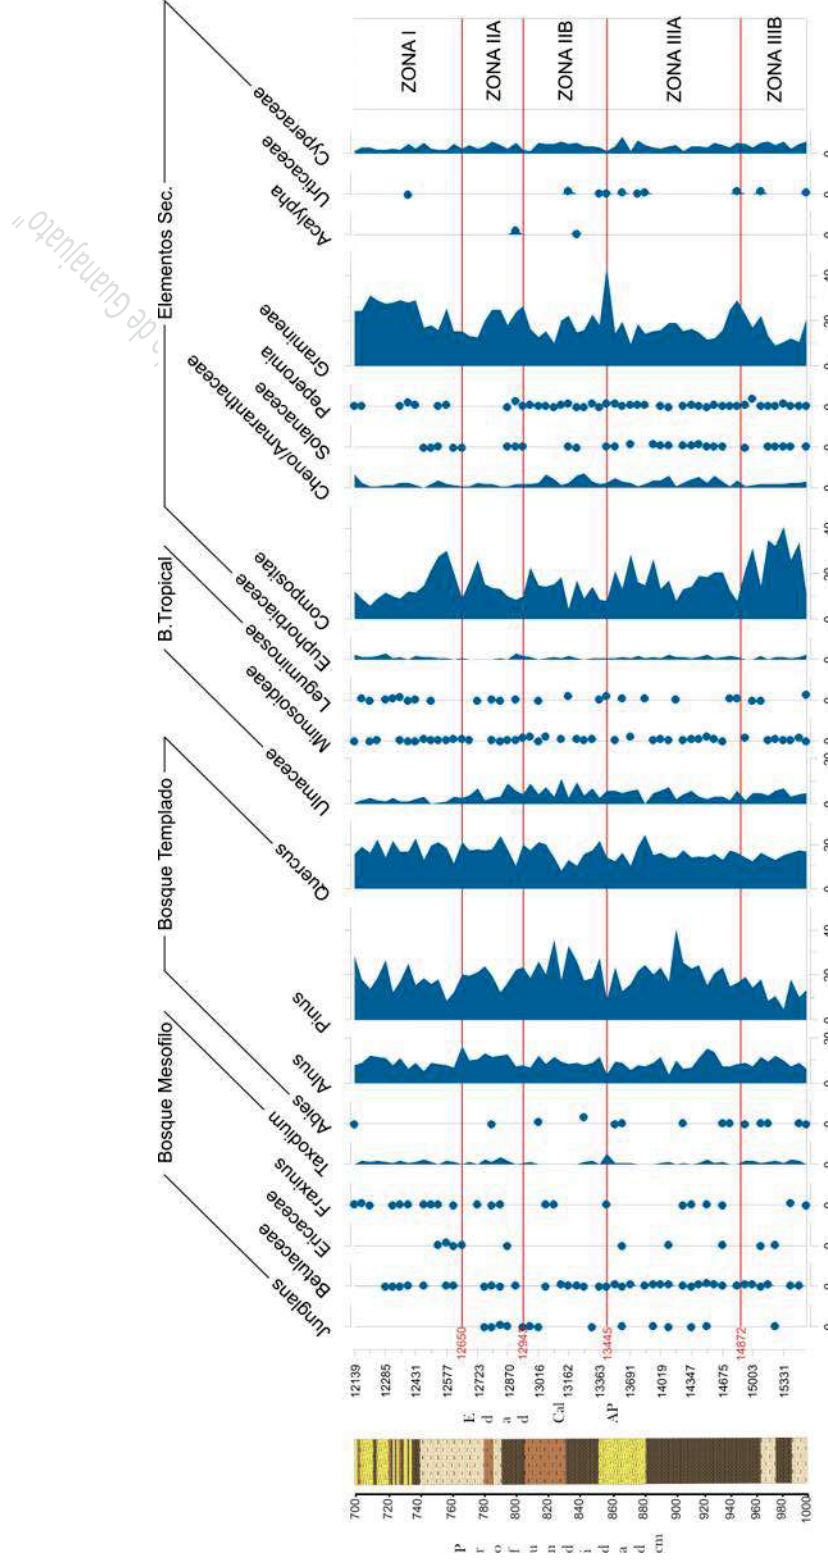 Bosque Mesofilo
Bosque Templado
B.Tropical
Elementos Sec.
Junglans
Betulaceae
Ericaceae
Fraxinus
Taxodium
Abies
Alnus
Pinus
Quercus
Ulmaceae
Mimosoideae
Leguminosae
Euphorbiaceae
Compositae
Cheno/Amaranthaceae
Solanaceae
Peperomia
Gramineae
Acalypha
Urticaceae
Cyperaceae
ZONA I
ZONA IIA
ZONA IIB
ZONA IIIA
ZONA IIIB
12139
12285
12431
12577
12723
12870
13016
13162
13363
13691
14019
14347
14675
15003
15331
12650
13445
14872
Edad Cal AP
700
720
740
760
780
800
820
840
860
900
920
940
960
980
1000
Profundidad cm
de Guanajuato"